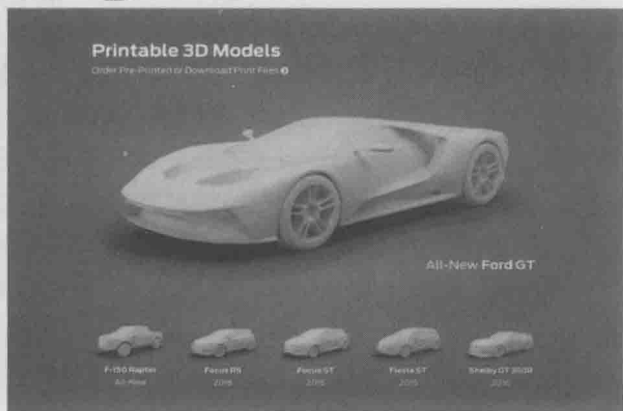 Printable 3D Models
Order Pre-Printed or Download Print Files
All-New Ford GT
F-150 Raptor
All-New
Focus RS
2016
Focus ST
2015
Fiesta ST
2015
Shelby GT 350R
2016